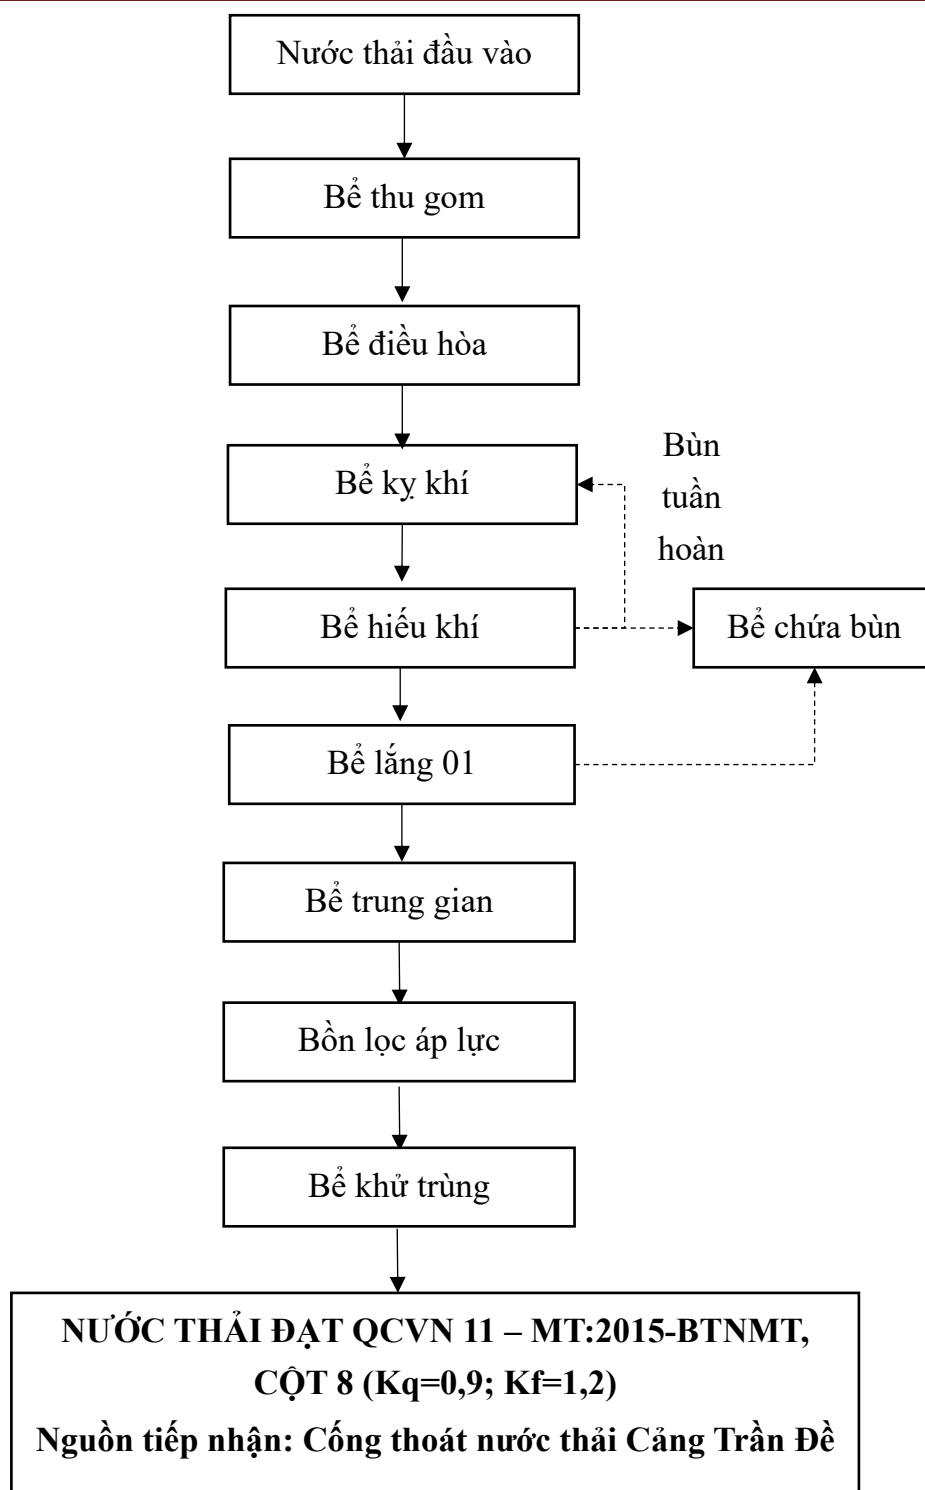 Nước thải đầu vào
Bể thu gom
Bể điều hòa
Bể kỵ khí
Bùn
tuần
hoàn
Bể hiếu khí
Bể chứa bùn
Bể lắng 01
Bể trung gian
Bồn lọc áp lực
Bể khử trùng
NƯỚC THẢI ĐẠT QCVN 11 – MT:2015-BTNMT,
CỘT 8 (Kq=0,9; Kf=1,2)
Nguồn tiếp nhận: Cống thoát nước thải Cảng Trần Đề